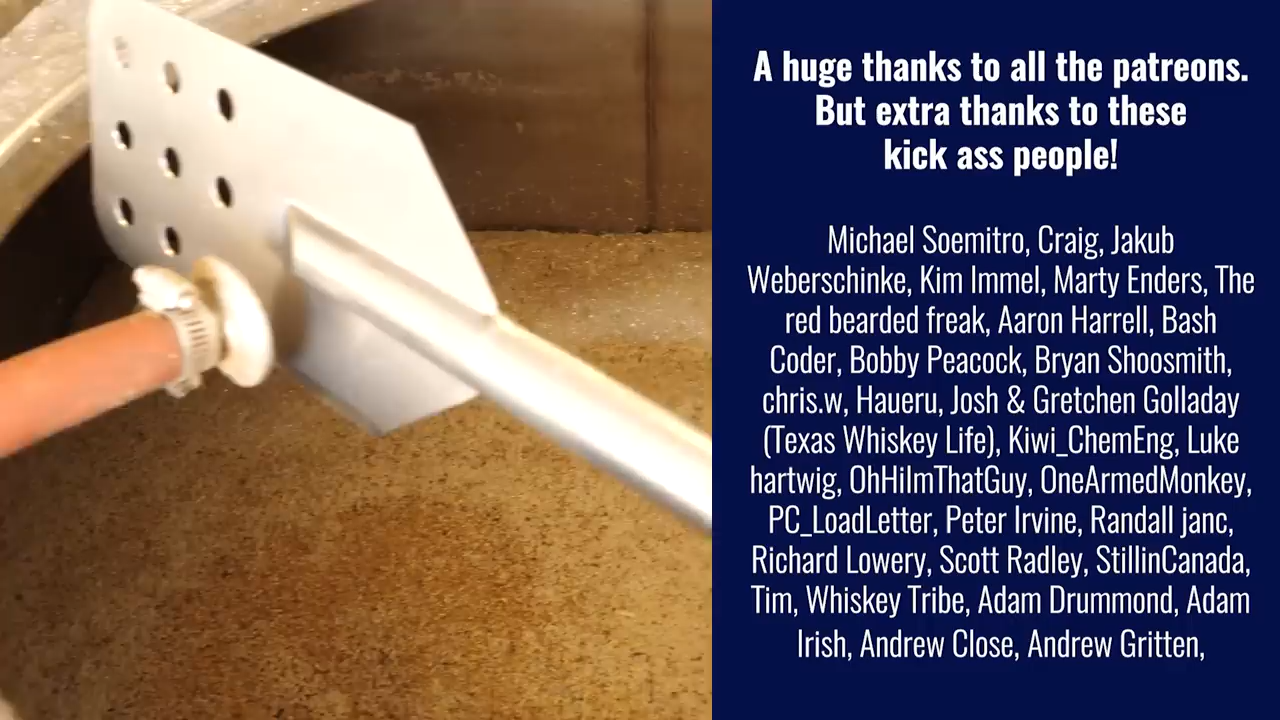 A huge thanks to all the patreons.
But extra thanks to these
kick ass people!
Michael Soemitro, Craig, Jakub
Weberschinke, Kim Immel, Marty Enders, The
red bearded freak, Aaron Harrell, Bash
Coder, Bobby Peacock, Bryan Shoosmith,
chris.w, Haueru, Josh & Gretchen Golladay
(Texas Whiskey Life), Kiwi_ChemEng, Luke
hartwig, OhHiImThatGuy, OneArmedMonkey,
PC_LoadLetter, Peter Irvine, Randall janc,
Richard Lowery, Scott Radley, StillinCanada,
Tim, Whiskey Tribe, Adam Drummond, Adam
Irish, Andrew Close, Andrew Gritten,